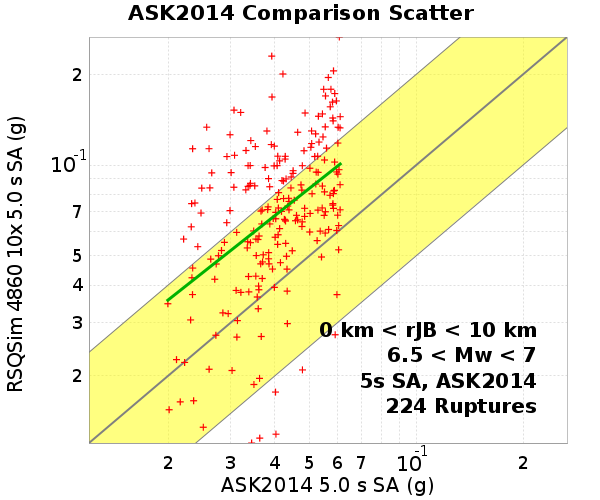 ASK2014 Comparison Scatter
RSQSim 4860 10x 5.0 s SA (g)
2
10-1
7
5
4
3
2
0 km < rJB < 10 km
6.5 < Mw < 7
5s SA, ASK2014
224 Ruptures
2 3 4 5 6 7 10-1 2
ASK2014 5.0 s SA (g)